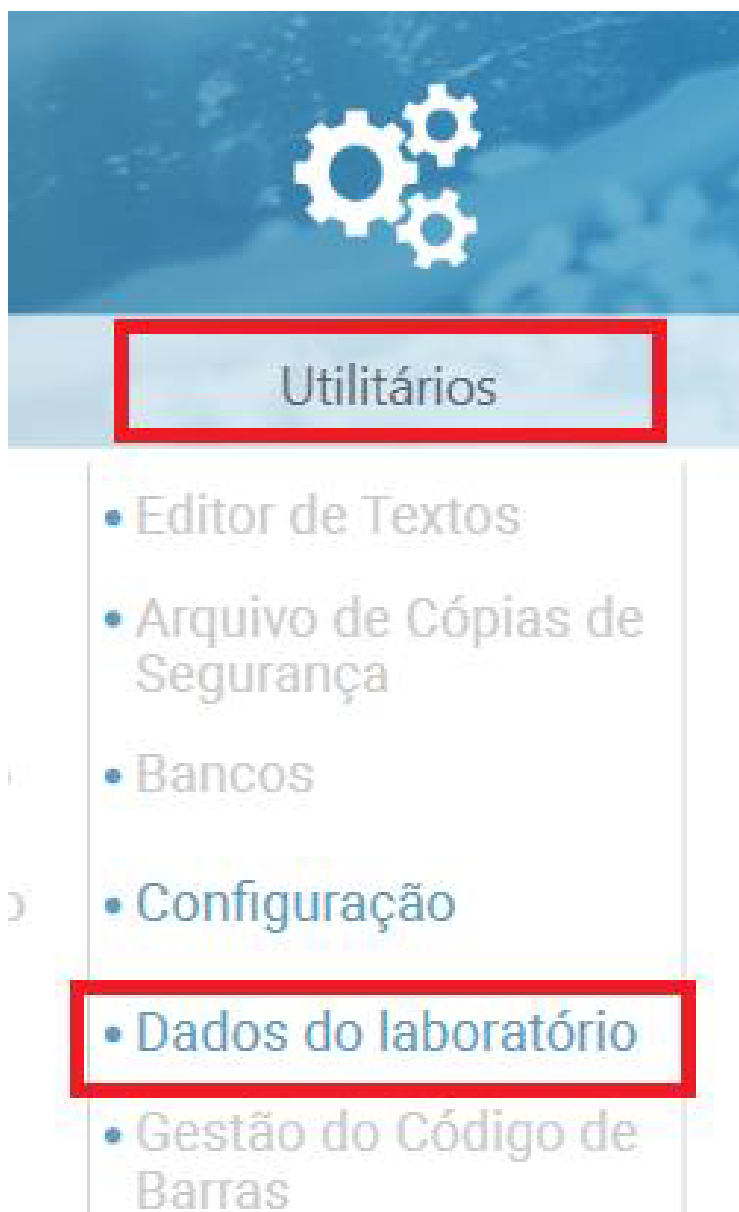 Utilitários
• Editor de Textos
• Arquivo de Cópias de
Segurança
• Bancos
• Configuração
• Dados do laboratório
• Gestão do Código de
Barras